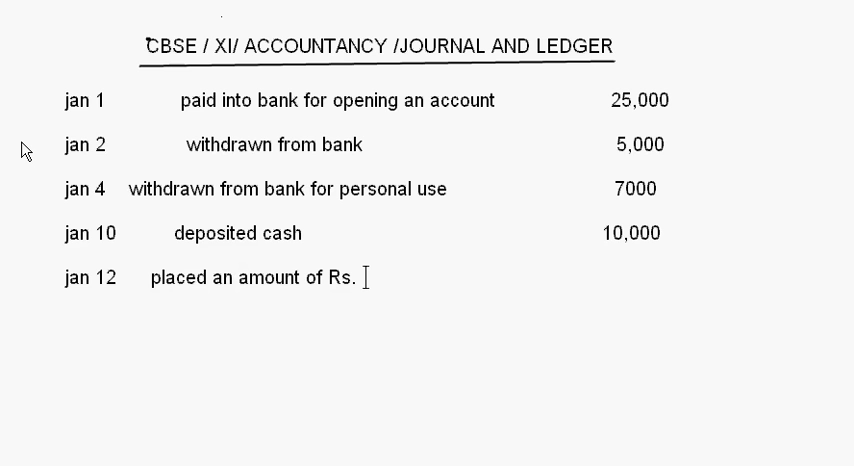 CBSE / XI/ ACCOUNTANCY /JOURNAL AND LEDGER
jan 1 paid into bank for opening an account 25,000
jan 2 withdrawn from bank 5,000
jan 4 withdrawn from bank for personal use 7000
jan 10 deposited cash 10,000
jan 12 placed an amount of Rs.